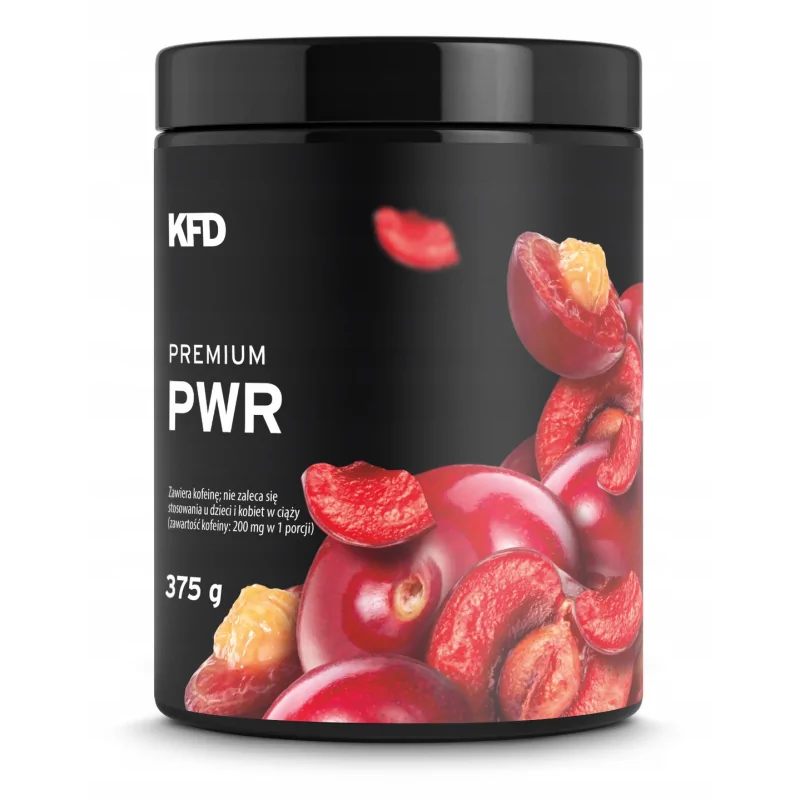 KFD
PREMIUM
PWR
Zawiera kofeinę; nie zaleca się
stosowania u dzieci i kobiet w ciąży
(zawartość kofeiny: 200 mg w 1 porcji)
375 g